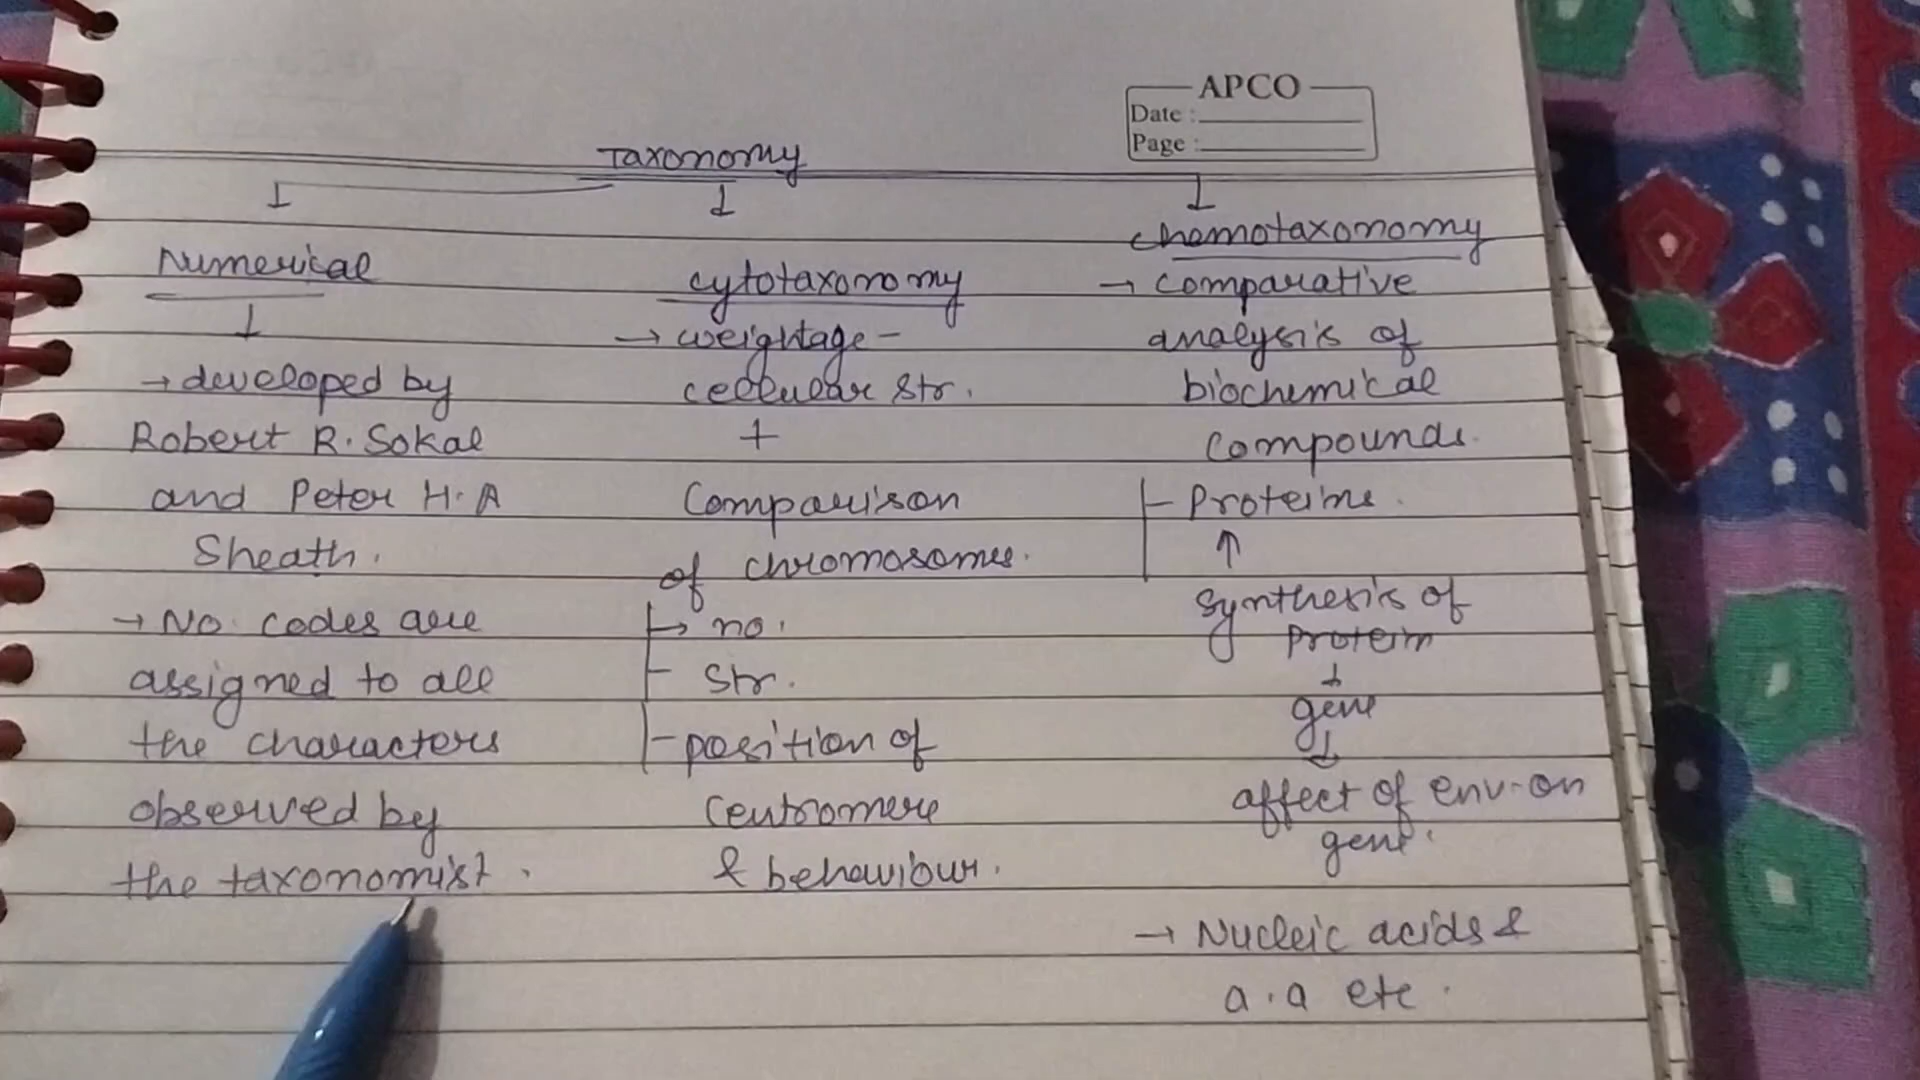 APCO
Date :
Page :
Taxonomy
Numerical
→ developed by
Robert R. Sokal
and Peter H.A
Sheath.
→ No. codes are
assigned to all
the characters
observed by
the taxonomist.
cytotaxonomy
→ weightage -
cellular str.
+
Comparison
of chromosomes.
→ no.
- Str.
- position of
Centromere
& behaviour.
chemotaxonomy
→ comparative
analysis of
biochemical
compounds.
- Proteins.
↑
synthesis of
protein
↓
gene
↓
affect of env. on
gene.
→ Nucleic acids &
a.a etc.